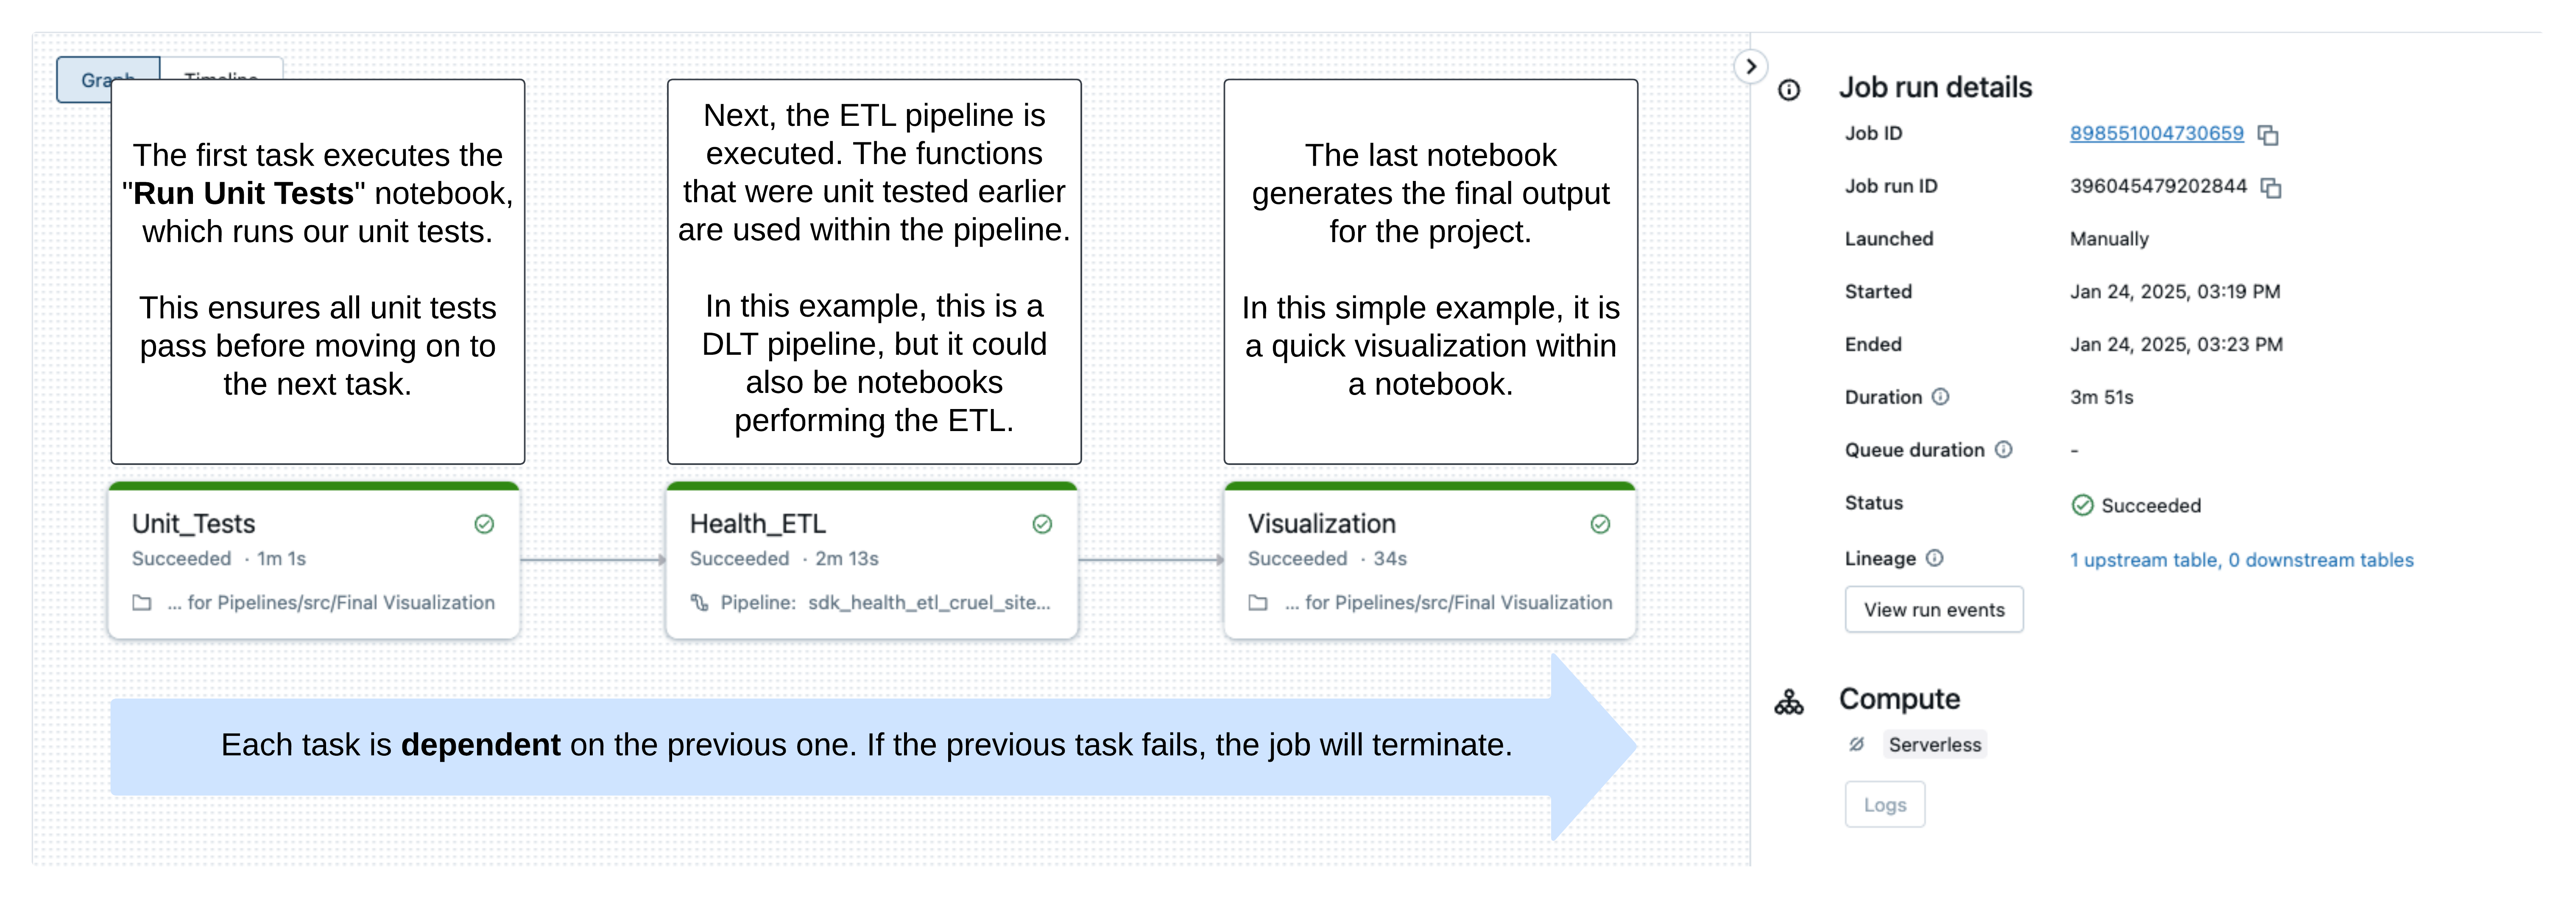 Graph
Timeline
The first task executes the
"Run Unit Tests" notebook,
which runs our unit tests.
This ensures all unit tests
pass before moving on to
the next task.
Next, the ETL pipeline is
executed. The functions
that were unit tested earlier
are used within the pipeline.
In this example, this is a
DLT pipeline, but it could
also be notebooks
performing the ETL.
The last notebook
generates the final output
for the project.
In this simple example, it is
a quick visualization within
a notebook.
Unit_Tests
Succeeded · 1m 1s
... for Pipelines/src/Final Visualization
Health_ETL
Succeeded · 2m 13s
Pipeline: sdk_health_etl_cruel_site...
Visualization
Succeeded · 34s
... for Pipelines/src/Final Visualization
Each task is dependent on the previous one. If the previous task fails, the job will terminate.
Job run details
Job ID 898551004730659
Job run ID 396045479202844
Launched Manually
Started Jan 24, 2025, 03:19 PM
Ended Jan 24, 2025, 03:23 PM
Duration 3m 51s
Queue duration -
Status Succeeded
Lineage 1 upstream table, 0 downstream tables
View run events
Compute
Serverless
Logs